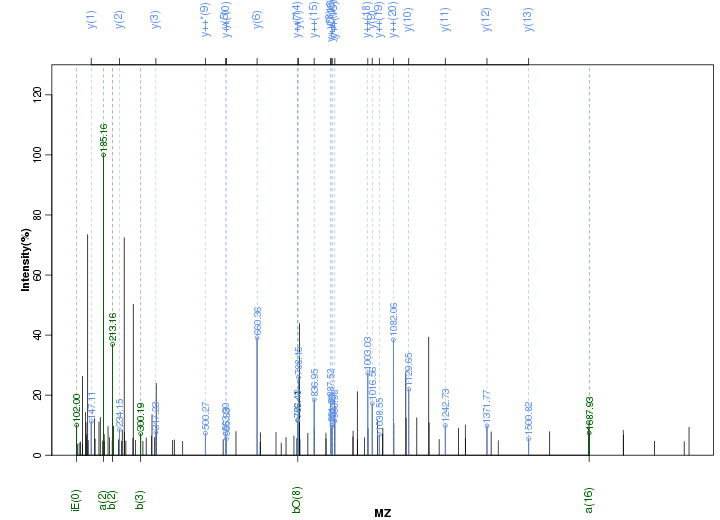 y(1)
y(2)
y(3)
y++*(9)
y(6)
y++(15)
y++(18)
y++(19)
y++(20)
y(10)
y(11)
y(12)
y(13)
Intensity(%)
0
20
40
60
80
100
120
102.00
147.11
185.16
213.16
234.15
300.19
500.27
660.36
836.95
1003.03
1016.56
1038.55
1082.06
1129.65
1242.73
1371.77
1500.82
1687.93
iE(0)
a(2)
b(2)
b(3)
bO(8)
a(16)
MZ